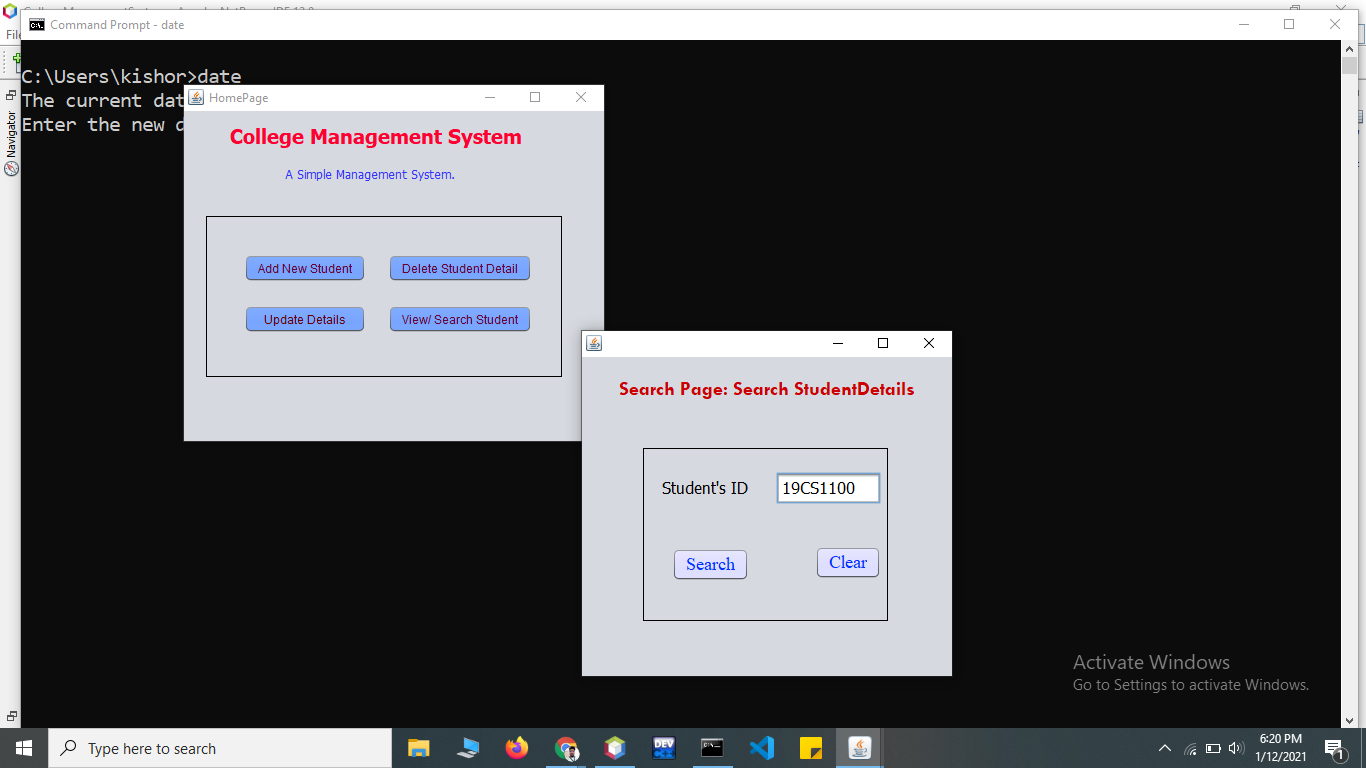 Command Prompt - date
File
C:\Users\kishor>date
The current dat
Enter the new d
Navigator
HomePage
College Management System
A Simple Management System.
Add New Student
Delete Student Detail
Update Details
View/ Search Student
Search Page: Search StudentDetails
Student's ID
19CS1100
Search
Clear
Activate Windows
Go to Settings to activate Windows.
Type here to search
DEV
6:20 PM
1/12/2021
1